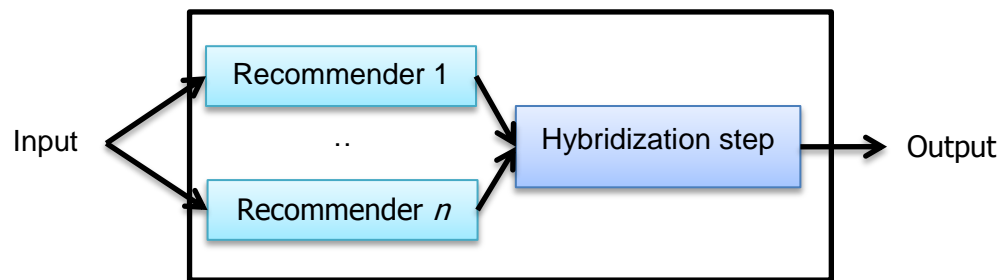 Recommender 1
Input
..
Hybridization step
Output
Recommender n